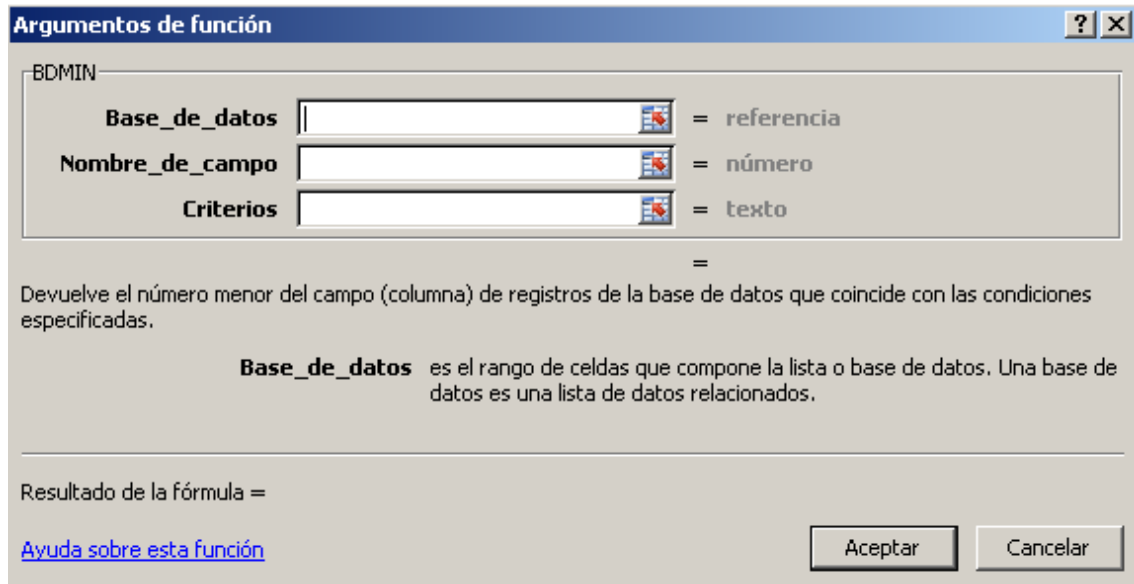 Argumentos de función
BDMIN
Base_de_datos = referencia
Nombre_de_campo = número
Criterios = texto
=
Devuelve el número menor del campo (columna) de registros de la base de datos que coincide con las condiciones
especificadas.
Base_de_datos es el rango de celdas que compone la lista o base de datos. Una base de
datos es una lista de datos relacionados.
Resultado de la fórmula =
Ayuda sobre esta función Aceptar Cancelar